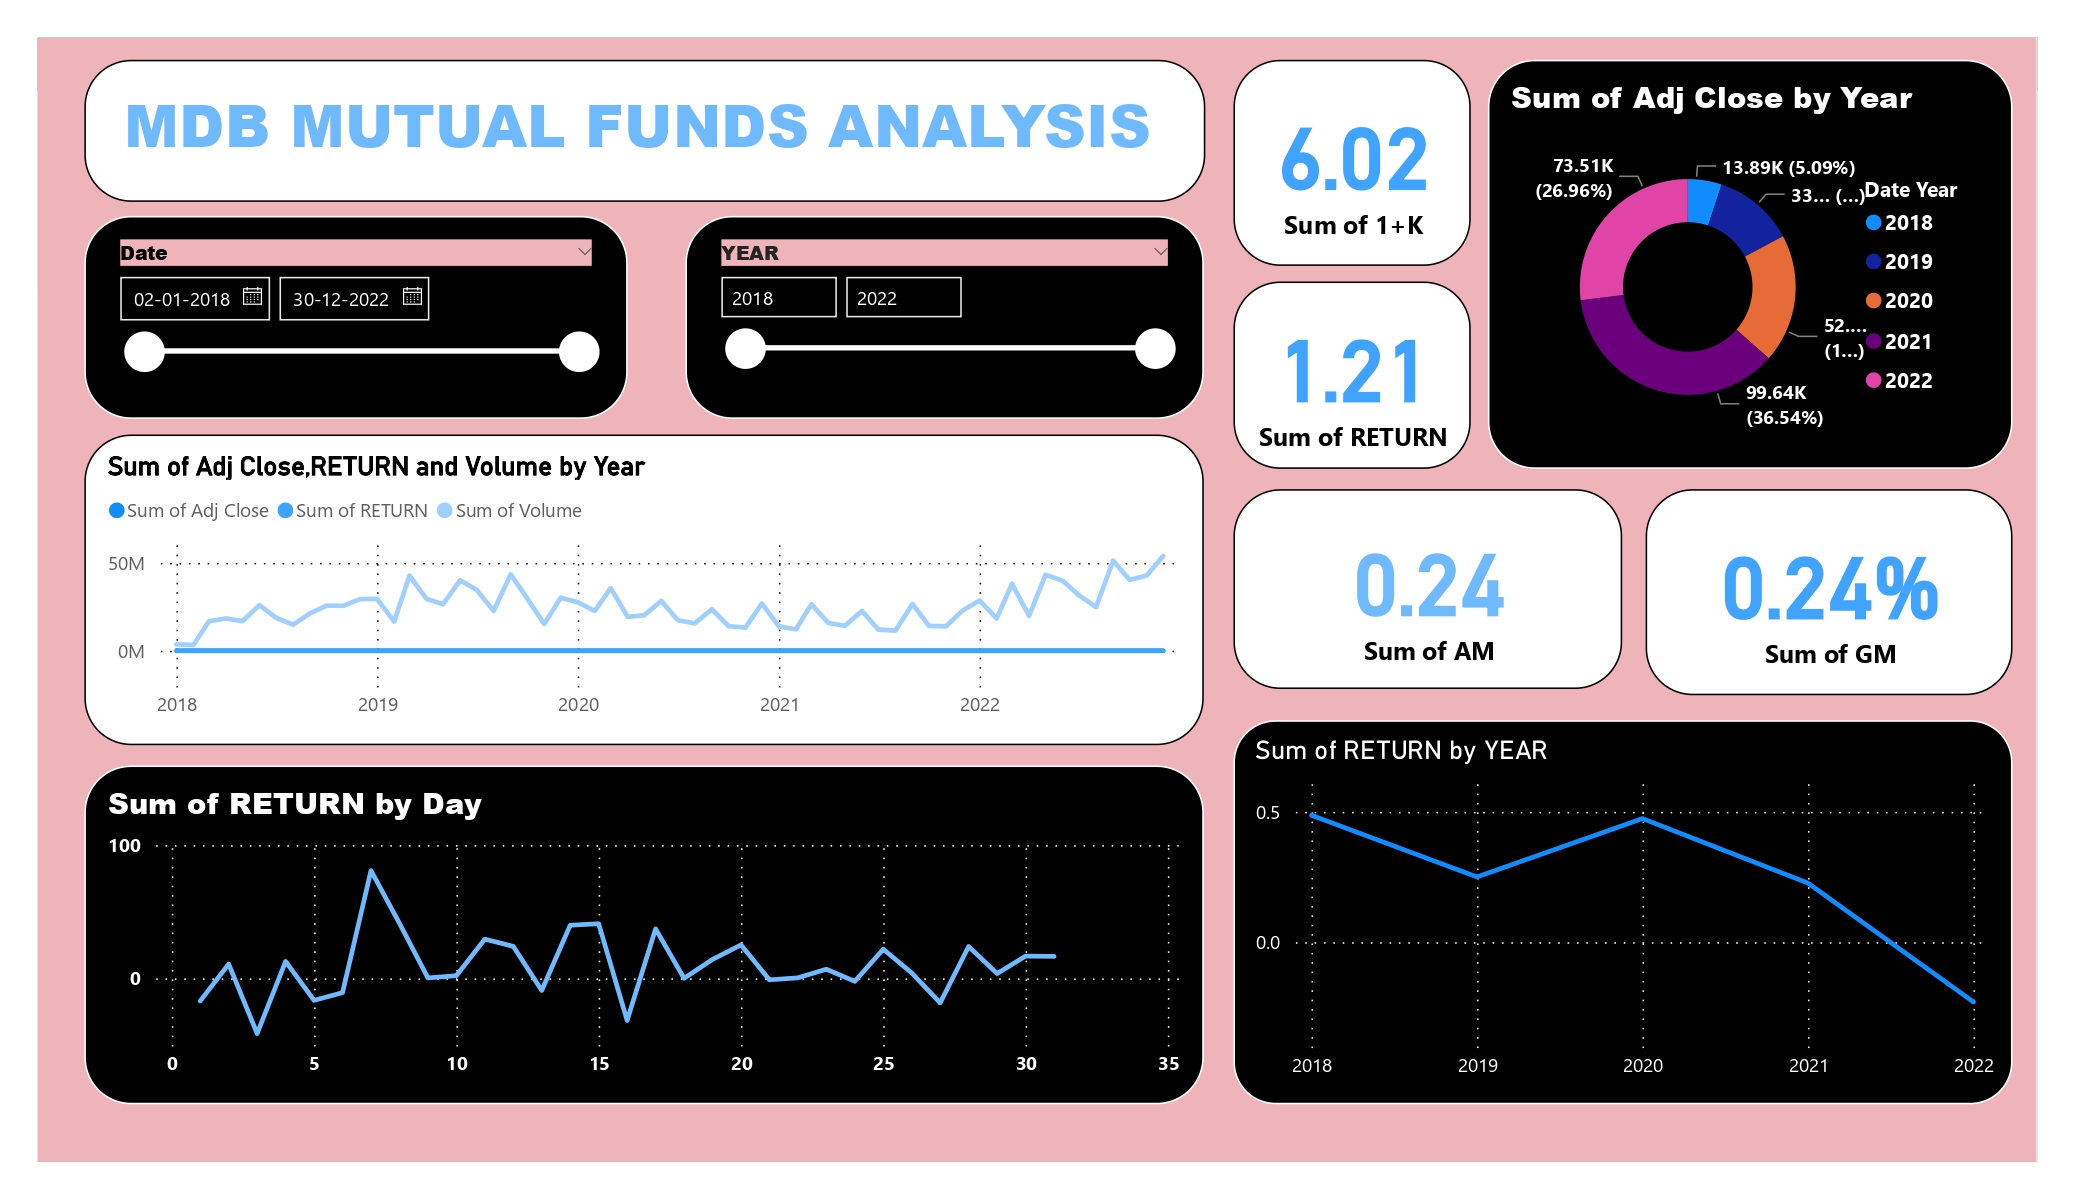 MDB MUTUAL FUNDS ANALYSIS
Date
02-01-2018
30-12-2022
YEAR
2018
2022
6.02
Sum of 1+K
1.21
Sum of RETURN
Sum of Adj Close by Year
73.51K
(26.96%)
13.89K (5.09%)
33... (...)
52....
(1...)
99.64K
(36.54%)
Date Year
2018
2019
2020
2021
2022
Sum of Adj Close,RETURN and Volume by Year
Sum of Adj Close Sum of RETURN Sum of Volume
50M
0M
2018 2019 2020 2021 2022
0.24
Sum of AM
0.24%
Sum of GM
Sum of RETURN by Day
100
0
0 5 10 15 20 25 30 35
Sum of RETURN by YEAR
0.5
0.0
2018 2019 2020 2021 2022